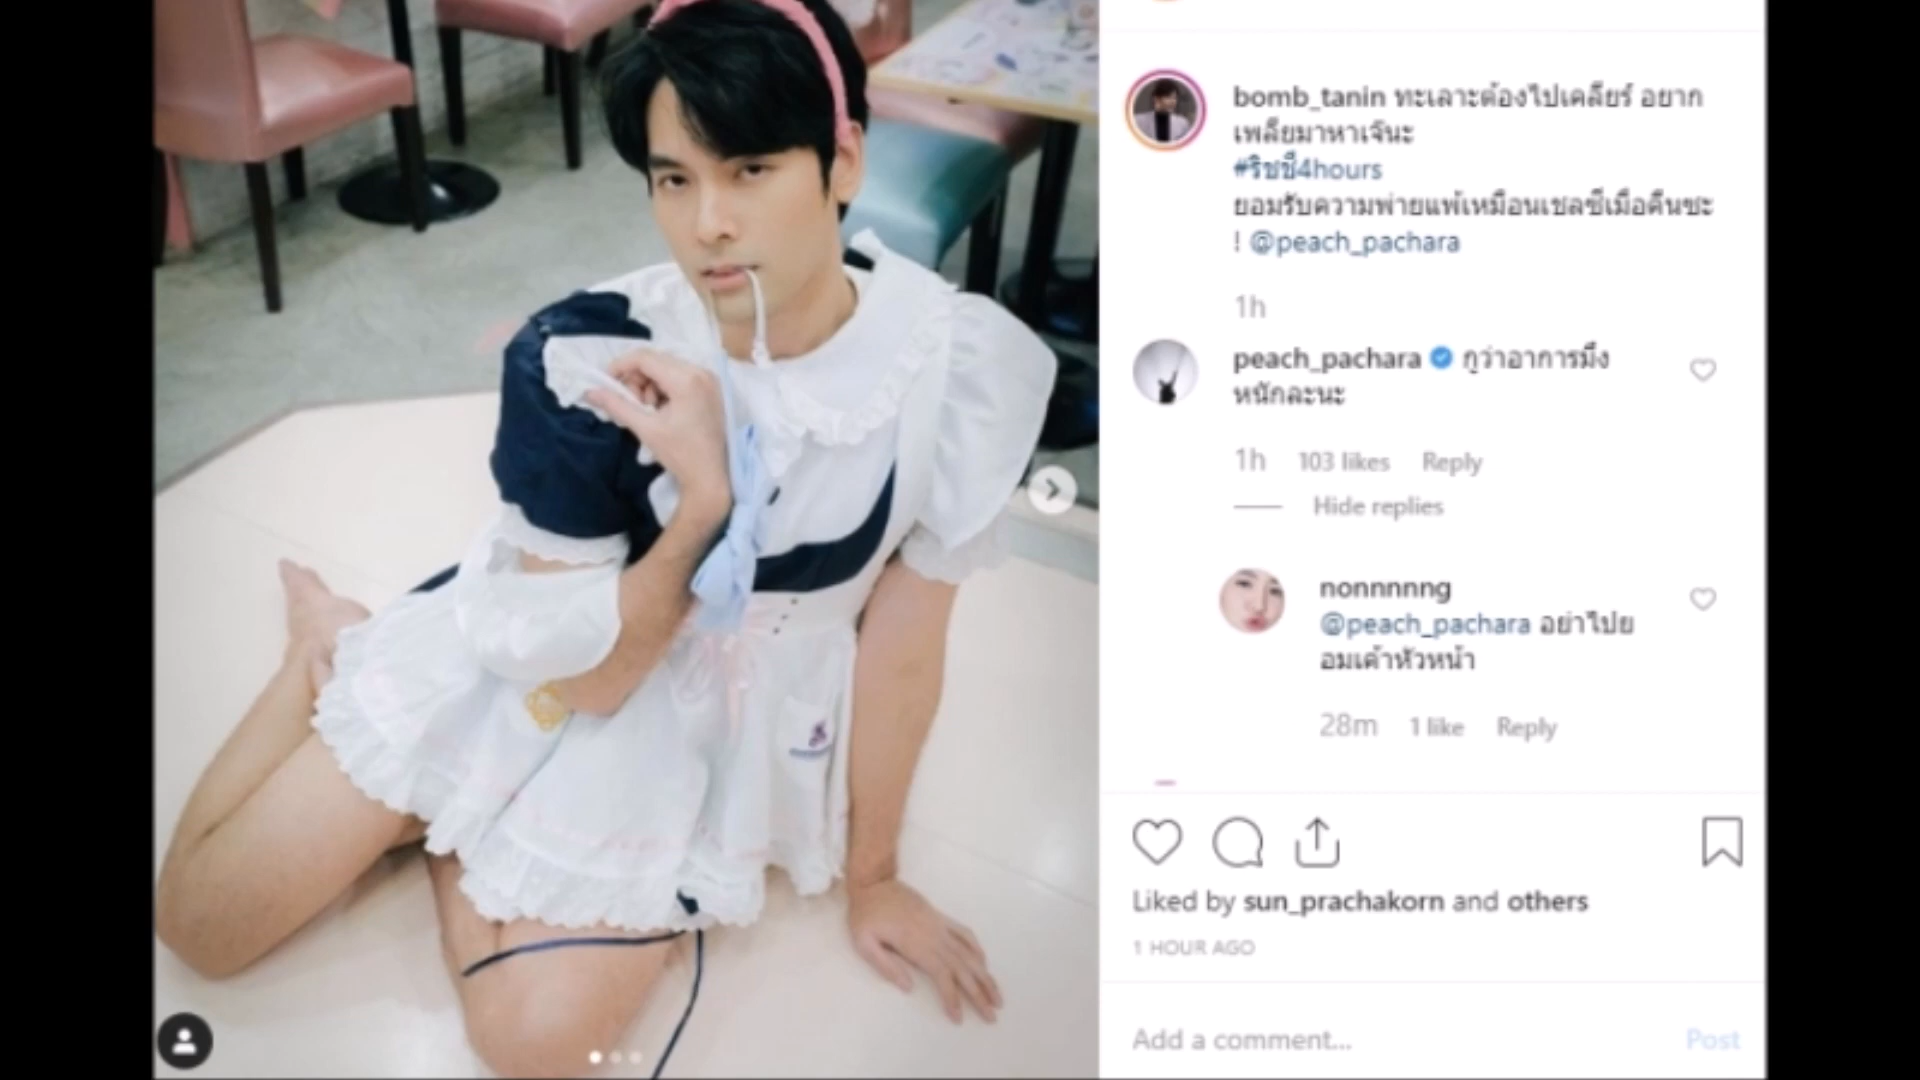 bomb_tanin ทะเลาะต้องไปเคลียร์ อยาก
เพลียมาหาเจ๊นะ
#ริชชี่4hours
ยอมรับความพ่ายแพ้เหมือนเชลซีเมื่อคืนซะ
! @peach_pachara
1h
peach_pachara กูว่าอาการมึง
หนักละนะ
1h 103 likes Reply
Hide replies
nonnnnng
@peach_pachara อย่าไปย
อมเค้าหัวหน้า
28m 1 like Reply
Liked by sun_prachakorn and others
1 HOUR AGO
Add a comment...
Post